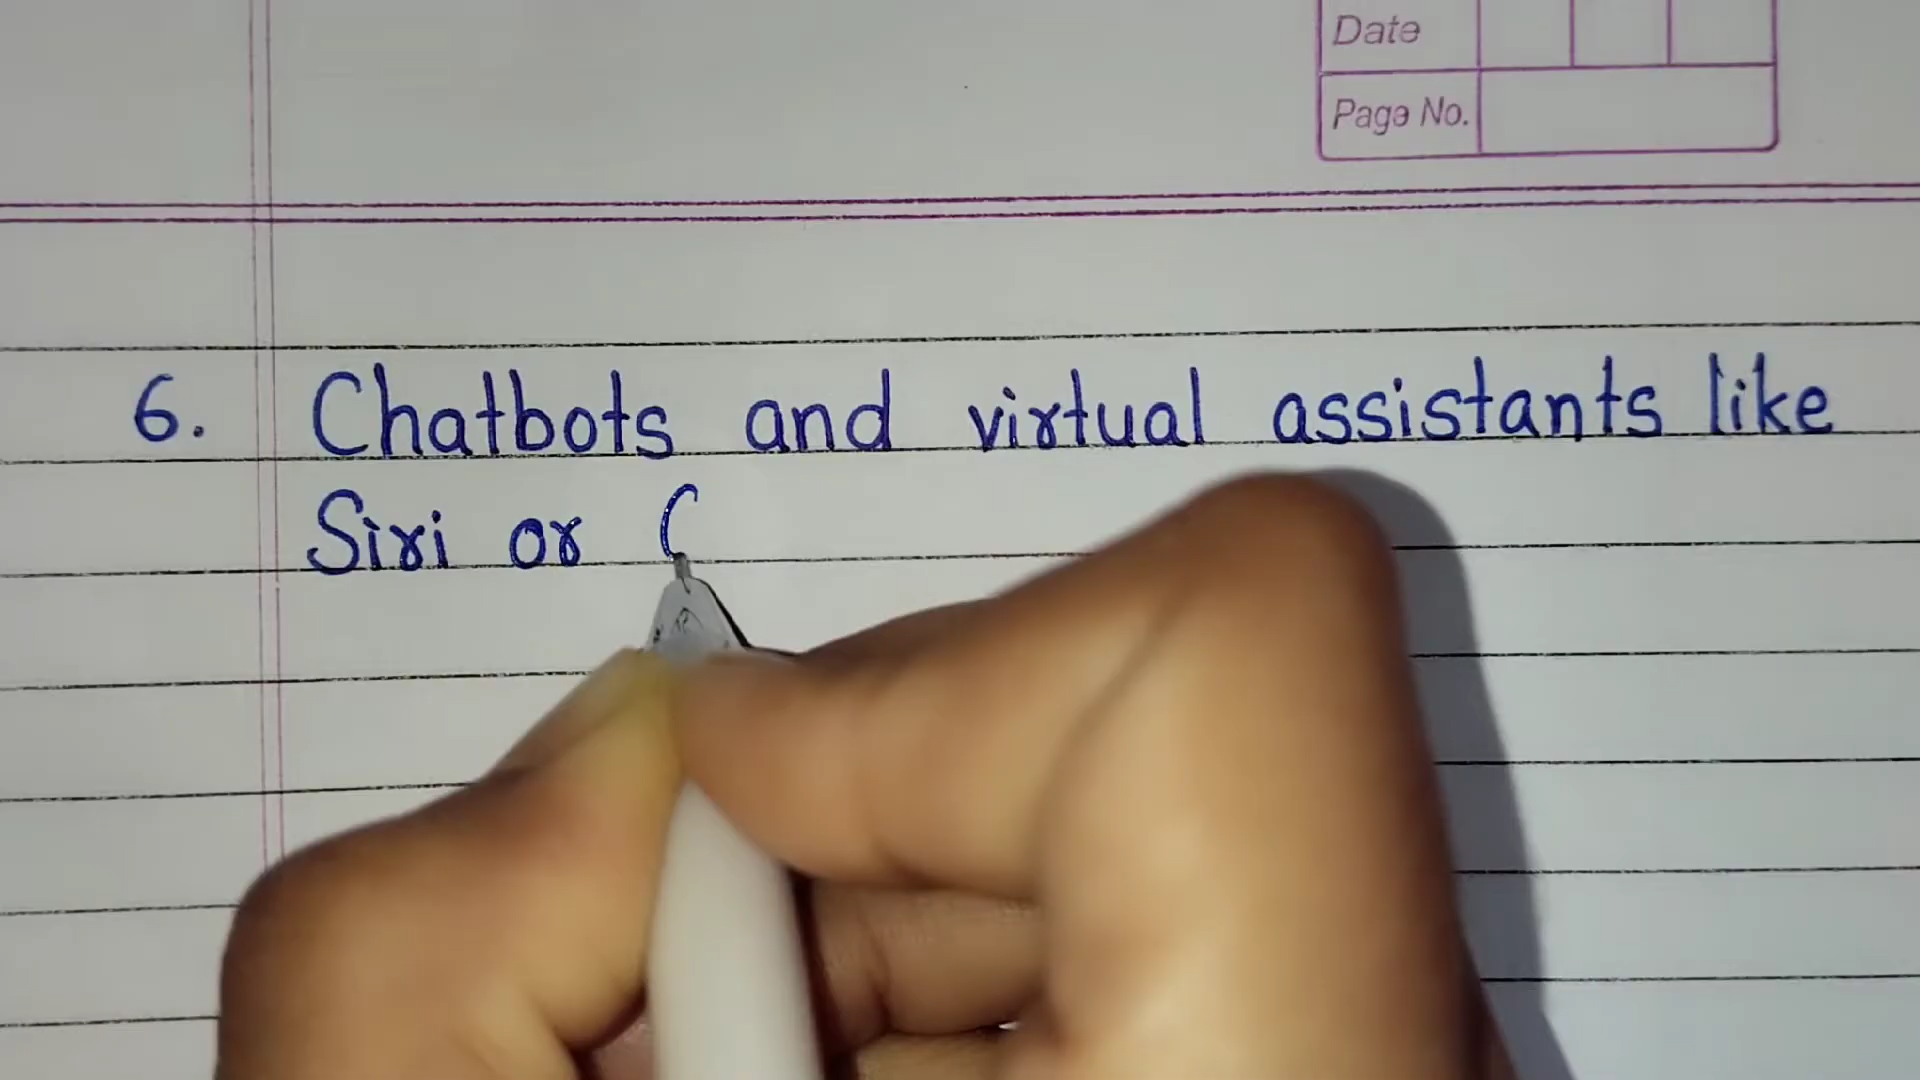 Date
Page No.
6. Chatbots and virtual assistants like
Siri or